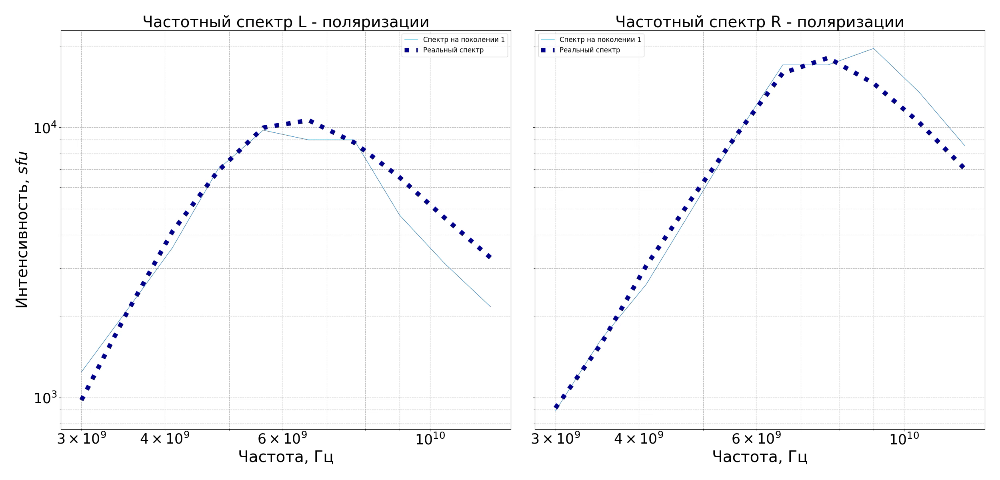 Частотный спектр L - поляризации
Спектр на поколении 1
Реальный спектр
Интенсивность, sfu
10⁴
10³
3 × 10⁹
4 × 10⁹
6 × 10⁹
10¹⁰
Частота, Гц
Частотный спектр R - поляризации
Спектр на поколении 1
Реальный спектр
3 × 10⁹
4 × 10⁹
6 × 10⁹
10¹⁰
Частота, Гц